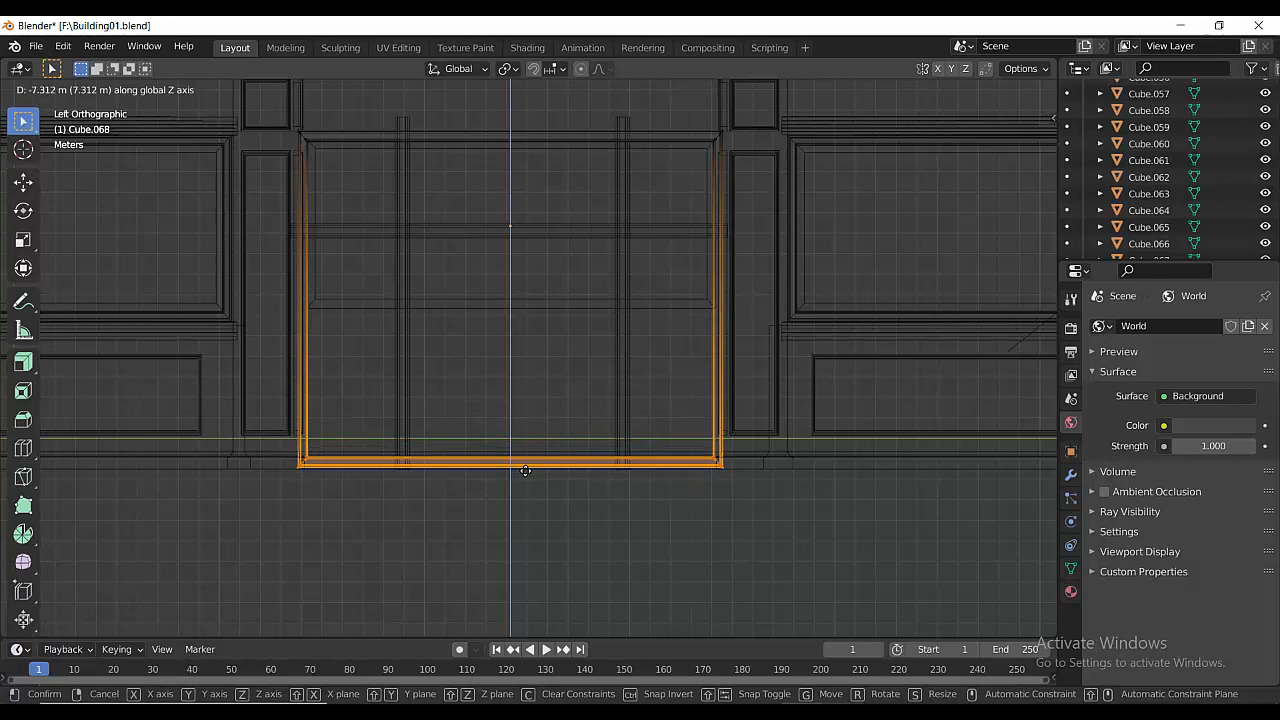 Blender* [F:\Building01.blend]
File Edit Render Window Help Layout Modeling Sculpting UV Editing Texture Paint Shading Animation Rendering Compositing Scripting + Scene View Layer
Global X Y Z Options
D: -7.312 m (7.312 m) along global Z axis
Left Orthographic
(1) Cube.068
Meters
Cube.057
Cube.058
Cube.059
Cube.060
Cube.061
Cube.062
Cube.063
Cube.064
Cube.065
Cube.066
Scene World
World
Preview
Surface
Surface Background
Color
Strength 1.000
Volume
Ambient Occlusion
Ray Visibility
Settings
Viewport Display
Custom Properties
Activate Windows
Go to Settings to activate Windows.
Playback Keying View Marker 1 Start 1 End 250
1 10 20 30 40 50 60 70 80 90 100 110 120 130 140 150 160 170 180 190 200 210 220 230 240 250
Confirm Cancel X X axis Y Y axis Z Z axis X X plane Y Y plane Z Z plane C Clear Constraints Ctrl Snap Invert Snap Toggle G Move R Rotate S Resize Automatic Constraint Automatic Constraint Plane